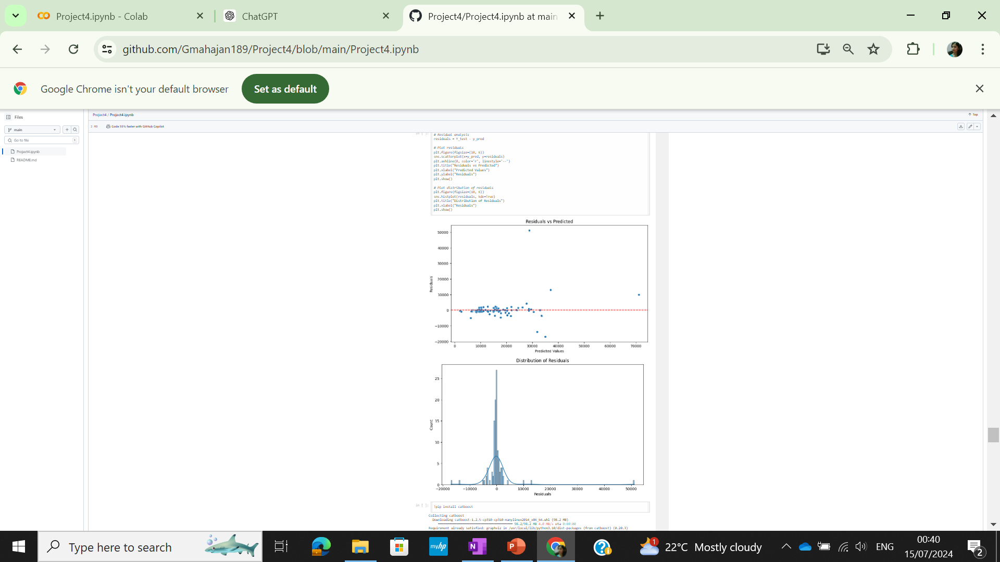 Project4.ipynb - Colab
ChatGPT
Project4/Project4.ipynb at main
github.com/Gmahajan189/Project4/blob/main/Project4.ipynb
Google Chrome isn't your default browser
Set as default
Files
Project4 / Project4.ipynb
Top
main
2 MB
Code 55% faster with GitHub Copilot
Go to file
Project4.ipynb
README.md
In [ ]:
# Residual analysis
residuals = Y_test - y_pred
# Plot residuals
plt.figure(figsize=(10, 6))
sns.scatterplot(x=y_pred, y=residuals)
plt.axhline(0, color='r', linestyle='--')
plt.title("Residuals vs Predicted")
plt.xlabel("Predicted Values")
plt.ylabel("Residuals")
plt.show()
# Plot distribution of residuals
plt.figure(figsize=(10, 6))
sns.histplot(residuals, kde=True)
plt.title("Distribution of Residuals")
plt.xlabel("Residuals")
plt.show()
Residuals vs Predicted
50000
40000
30000
20000
10000
0
−10000
−20000
Residuals
0 10000 20000 30000 40000 50000 60000 70000
Predicted Values
Distribution of Residuals
25
20
15
10
5
0
Count
−20000 −10000 0 10000 20000 30000 40000 50000
Residuals
In [ ]:
!pip install catboost
Collecting catboost
Downloading catboost-1.2.5-cp310-cp310-manylinux2014_x86_64.whl (98.2 MB)
98.2/98.2 MB 4.0 MB/s eta 0:00:00
Requirement already satisfied: graphviz in /usr/local/lib/python3.10/dist-packages (from catboost) (0.20.3)
Type here to search
myhp
N
P
1
22°C Mostly cloudy
ENG
00:40
15/07/2024
2